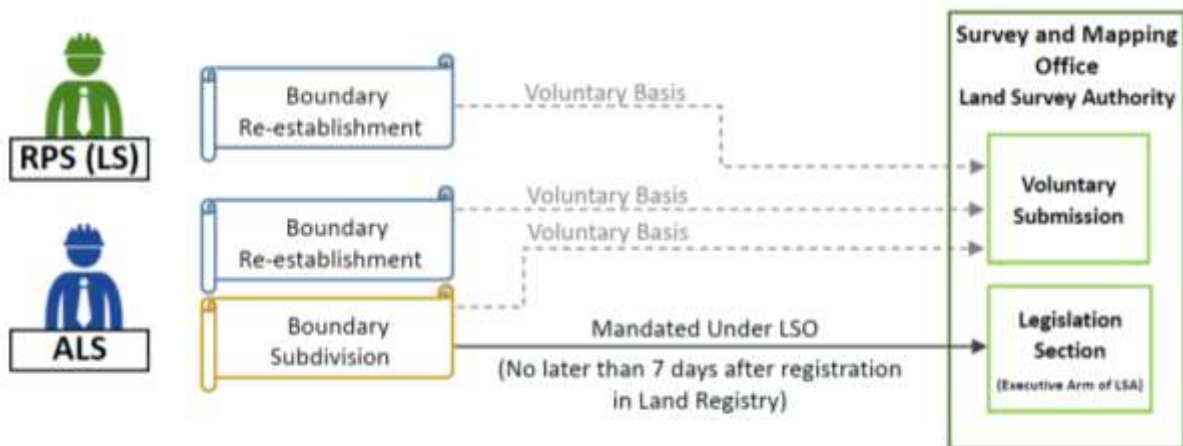 RPS (LS)
Boundary
Re-establishment
Voluntary Basis
ALS
Boundary
Re-establishment
Voluntary Basis
Voluntary Basis
Boundary
Subdivision
Mandated Under LSO
(No later than 7 days after registration
in Land Registry)
Survey and Mapping
Office
Land Survey Authority
Voluntary
Submission
Legislation
Section
(Executive Arm of LSA)